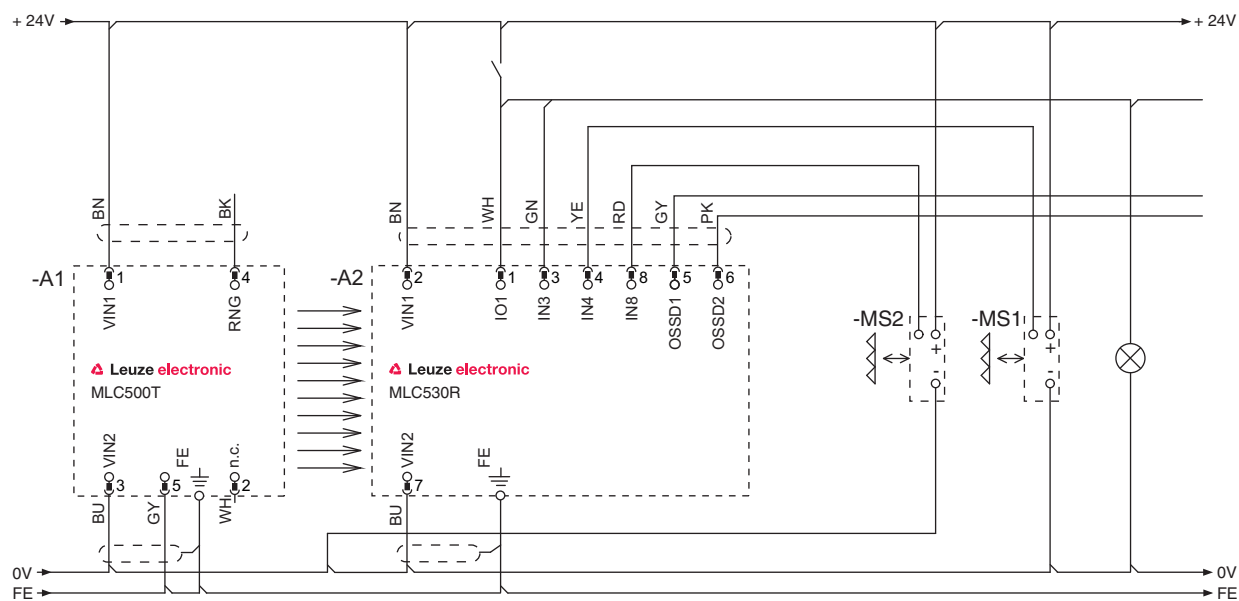 + 24V
+ 24V
BN
BK
BN
WH
GN
YE
RD
GY
PK
-A1
1
4
-A2
2
1
3
4
8
5
6
VIN1
RNG
VIN1
IO1
IN3
IN4
IN8
OSSD1
OSSD2
-MS2
-MS1
+
+
-
-
Leuze electronic
MLC500T
Leuze electronic
MLC530R
VIN2
FE
n.c.
VIN2
FE
3
5
2
7
BU
GY
WH
BU
0V
0V
FE
FE